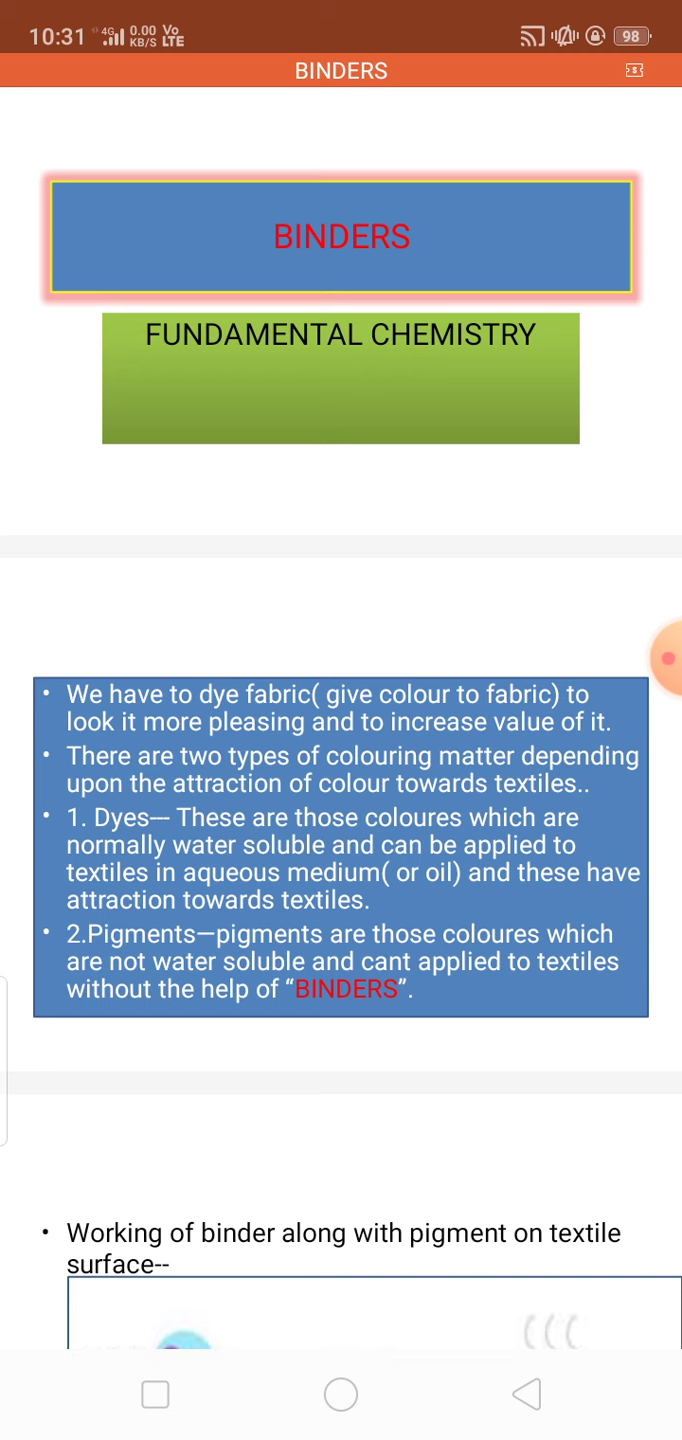 10:31 4G 0.00 KB/S Vo LTE 98
BINDERS
BINDERS
FUNDAMENTAL CHEMISTRY
• We have to dye fabric( give colour to fabric) to
look it more pleasing and to increase value of it.
• There are two types of colouring matter depending
upon the attraction of colour towards textiles..
• 1. Dyes--- These are those coloures which are
normally water soluble and can be applied to
textiles in aqueous medium( or oil) and these have
attraction towards textiles.
• 2.Pigments—pigments are those coloures which
are not water soluble and cant applied to textiles
without the help of “BINDERS”.
• Working of binder along with pigment on textile
surface--